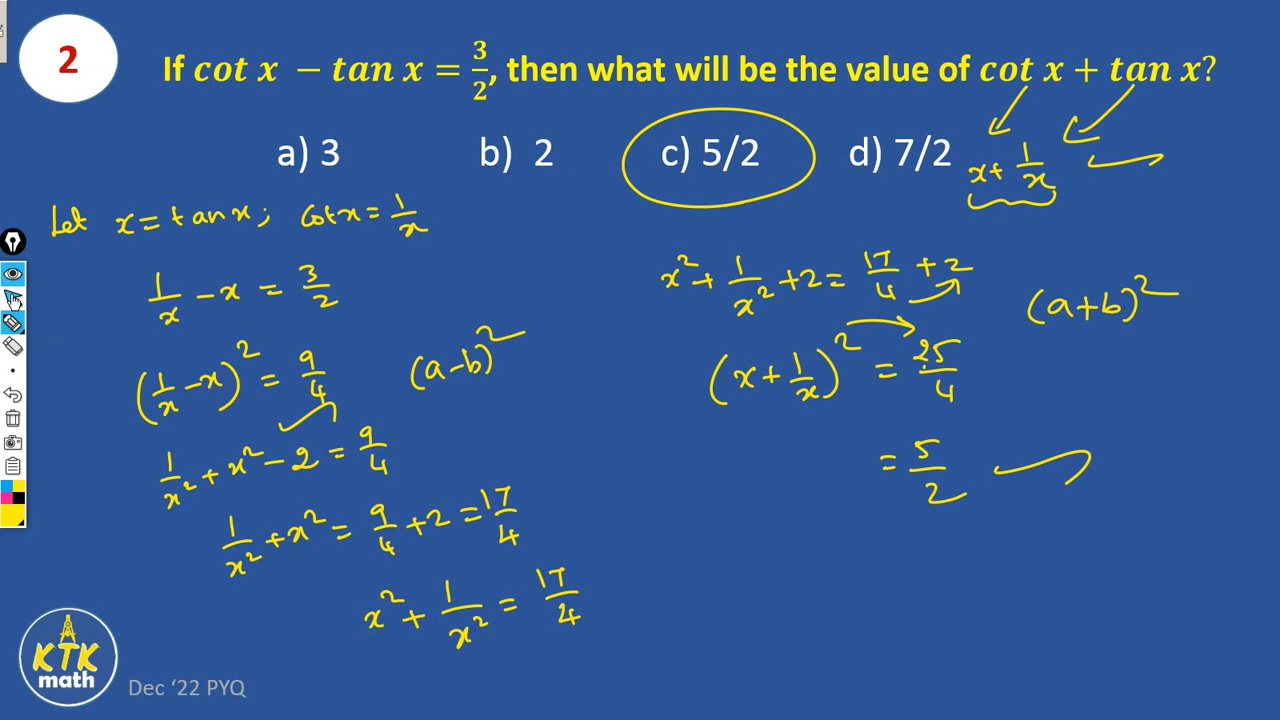 2
If cot x − tan x = 3/2, then what will be the value of cot x + tan x?
a) 3 b) 2 c) 5/2 d) 7/2
x + 1/x
Let x = tan x; cot x = 1/x
1/x − x = 3/2
(1/x − x)² = 9/4 (a−b)²
1/x² + x² − 2 = 9/4
1/x² + x² = 9/4 + 2 = 17/4
x² + 1/x² = 17/4
x² + 1/x² + 2 = 17/4 + 2 (a+b)²
(x + 1/x)² = 25/4
= 5/2
KTK
math
Dec ‘22 PYQ